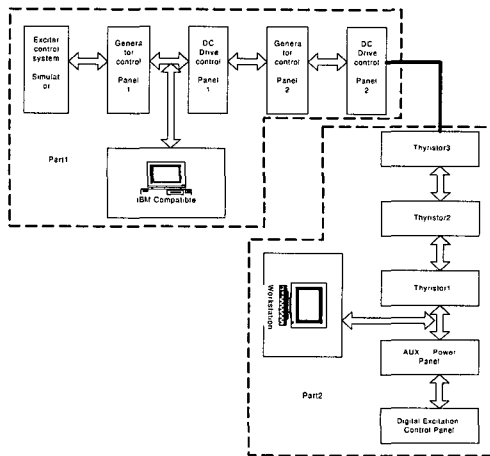 Exciter control
system
Simulat
or
Genera
tor
control
Panel
1
DC
Drive
control
Panel
1
Genera
tor
control
Panel
2
DC
Drive
control
Panel
2
Part1
IBM Compatible
Thyristor3
Thyristor2
Thyristor1
Workstation
AUX Power
Panel
Part2
Digital Excitation
Control Panel